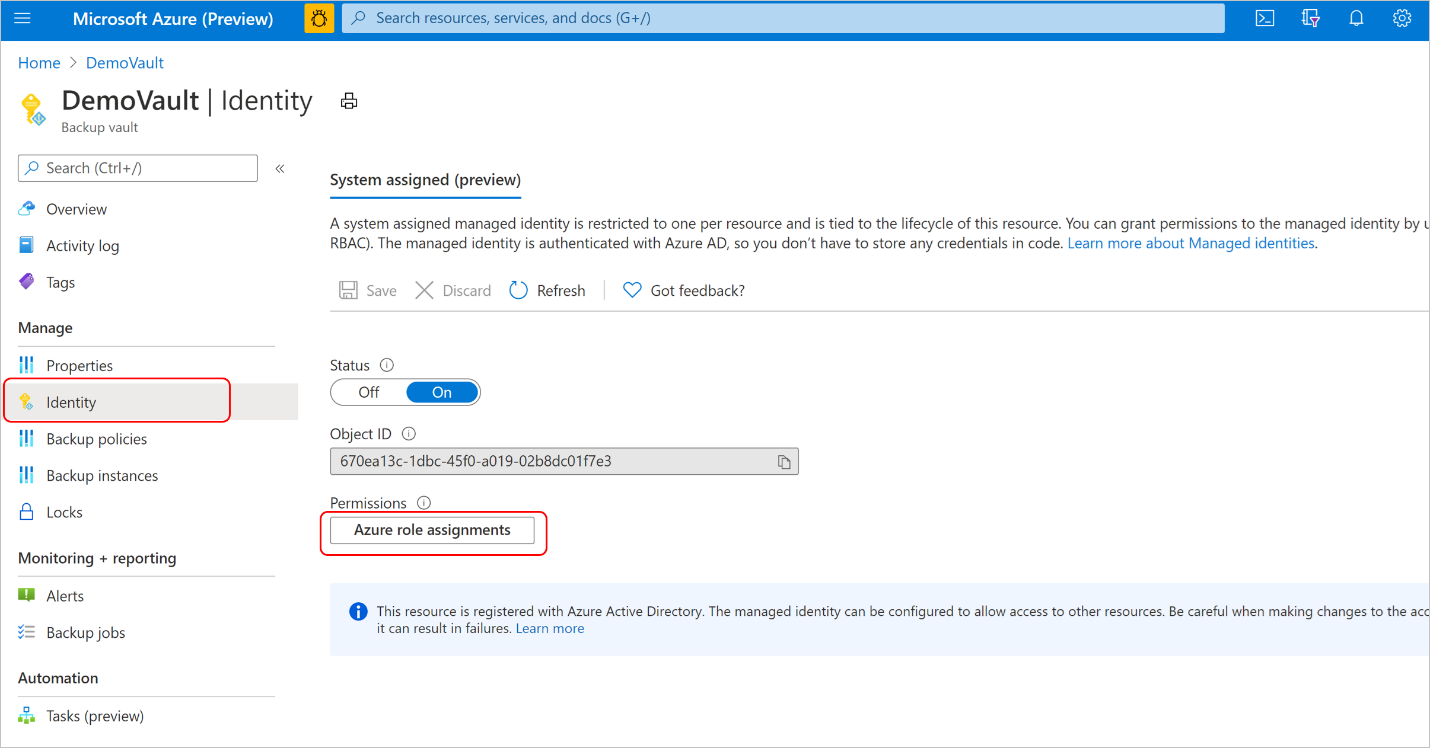 Microsoft Azure (Preview)
Search resources, services, and docs (G+/)
Home > DemoVault
DemoVault | Identity
Backup vault
Search (Ctrl+/)
«
Overview
Activity log
Tags
Manage
Properties
Identity
Backup policies
Backup instances
Locks
Monitoring + reporting
Alerts
Backup jobs
Automation
Tasks (preview)
System assigned (preview)
A system assigned managed identity is restricted to one per resource and is tied to the lifecycle of this resource. You can grant permissions to the managed identity by
RBAC). The managed identity is authenticated with Azure AD, so you don't have to store any credentials in code. Learn more about Managed identities.
Save Discard Refresh Got feedback?
Status
Off On
Object ID
670ea13c-1dbc-45f0-a019-02b8dc01f7e3
Permissions
Azure role assignments
This resource is registered with Azure Active Directory. The managed identity can be configured to allow access to other resources. Be careful when making changes to the
it can result in failures. Learn more